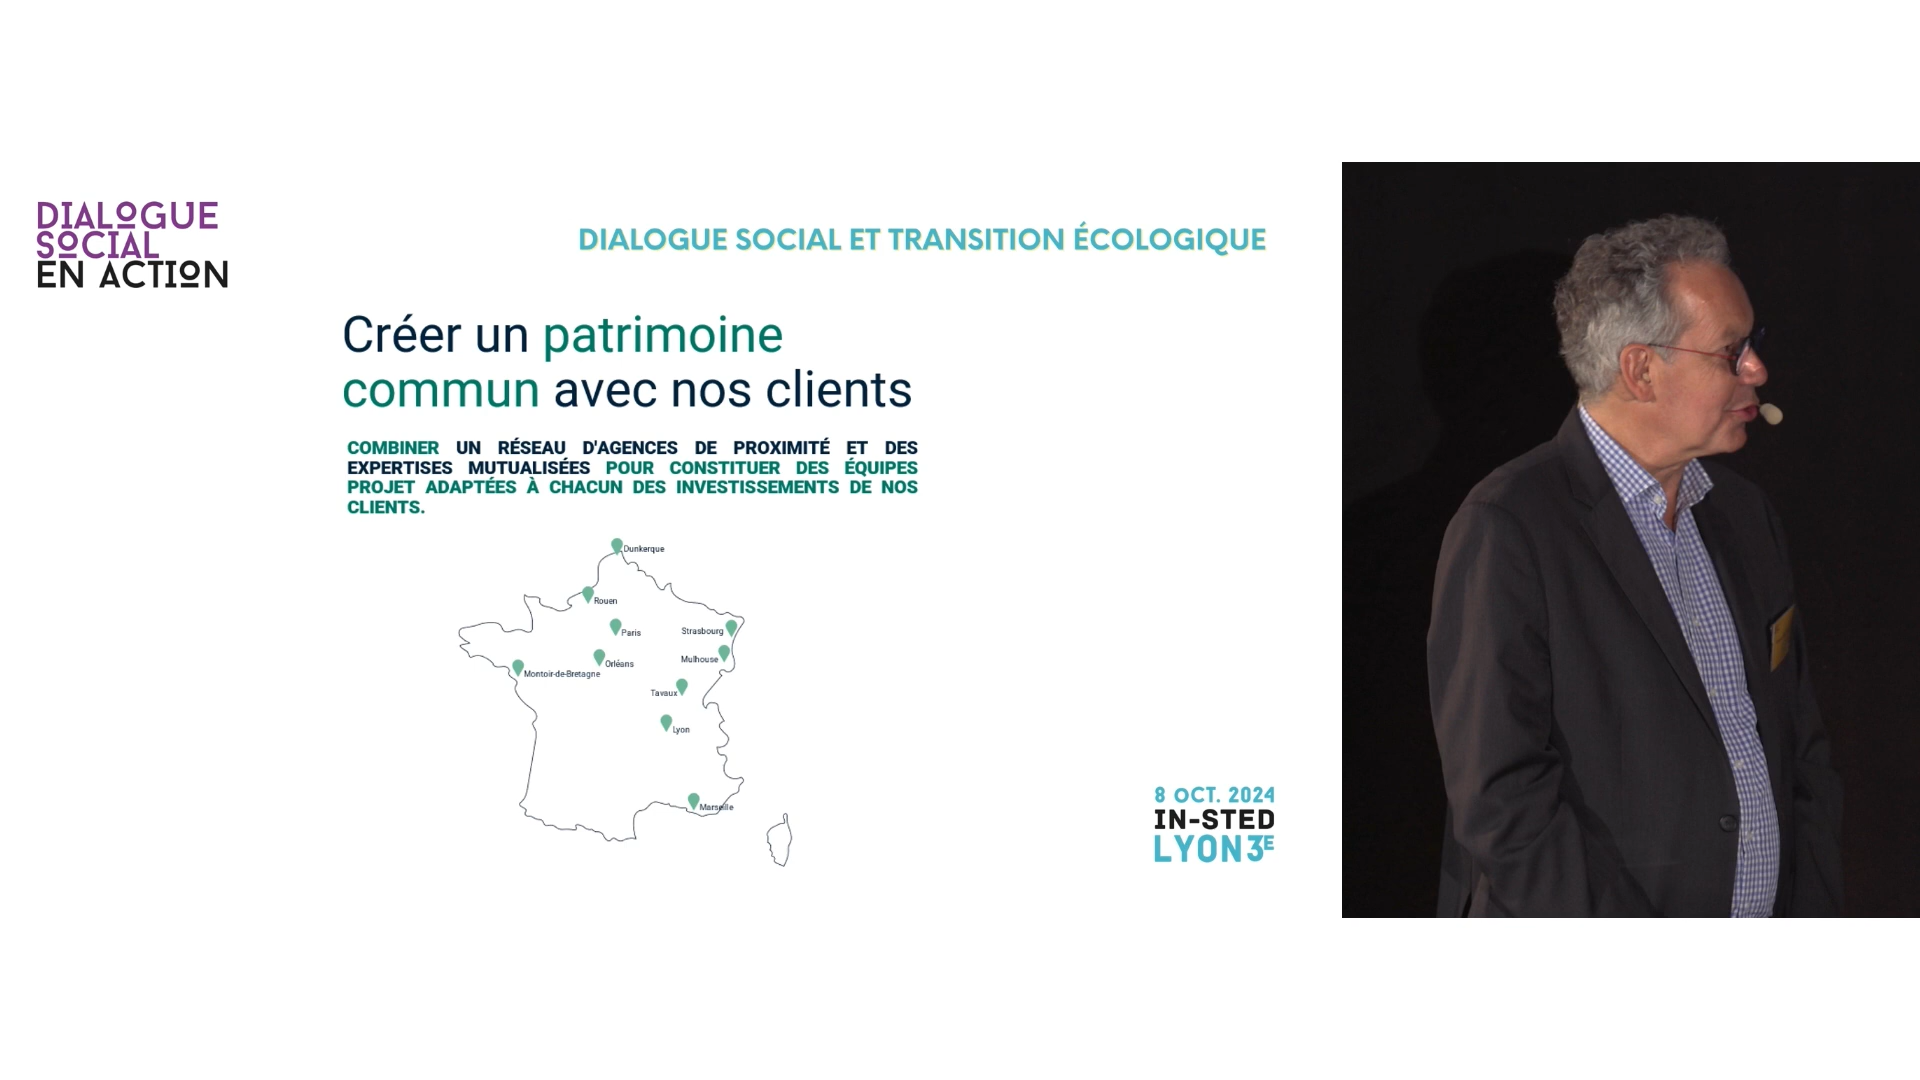 DIALOGUE
SOCIAL
EN ACTION
DIALOGUE SOCIAL ET TRANSITION ÉCOLOGIQUE
Créer un patrimoine
commun avec nos clients
COMBINER UN RÉSEAU D'AGENCES DE PROXIMITÉ ET DES
EXPERTISES MUTUALISÉES POUR CONSTITUER DES ÉQUIPES
PROJET ADAPTÉES À CHACUN DES INVESTISSEMENTS DE NOS
CLIENTS.
Dunkerque
Rouen
Paris
Strasbourg
Mulhouse
Orléans
Montoir-de-Bretagne
Tavaux
Lyon
Marseille
8 OCT. 2024
IN-STED
LYON 3E